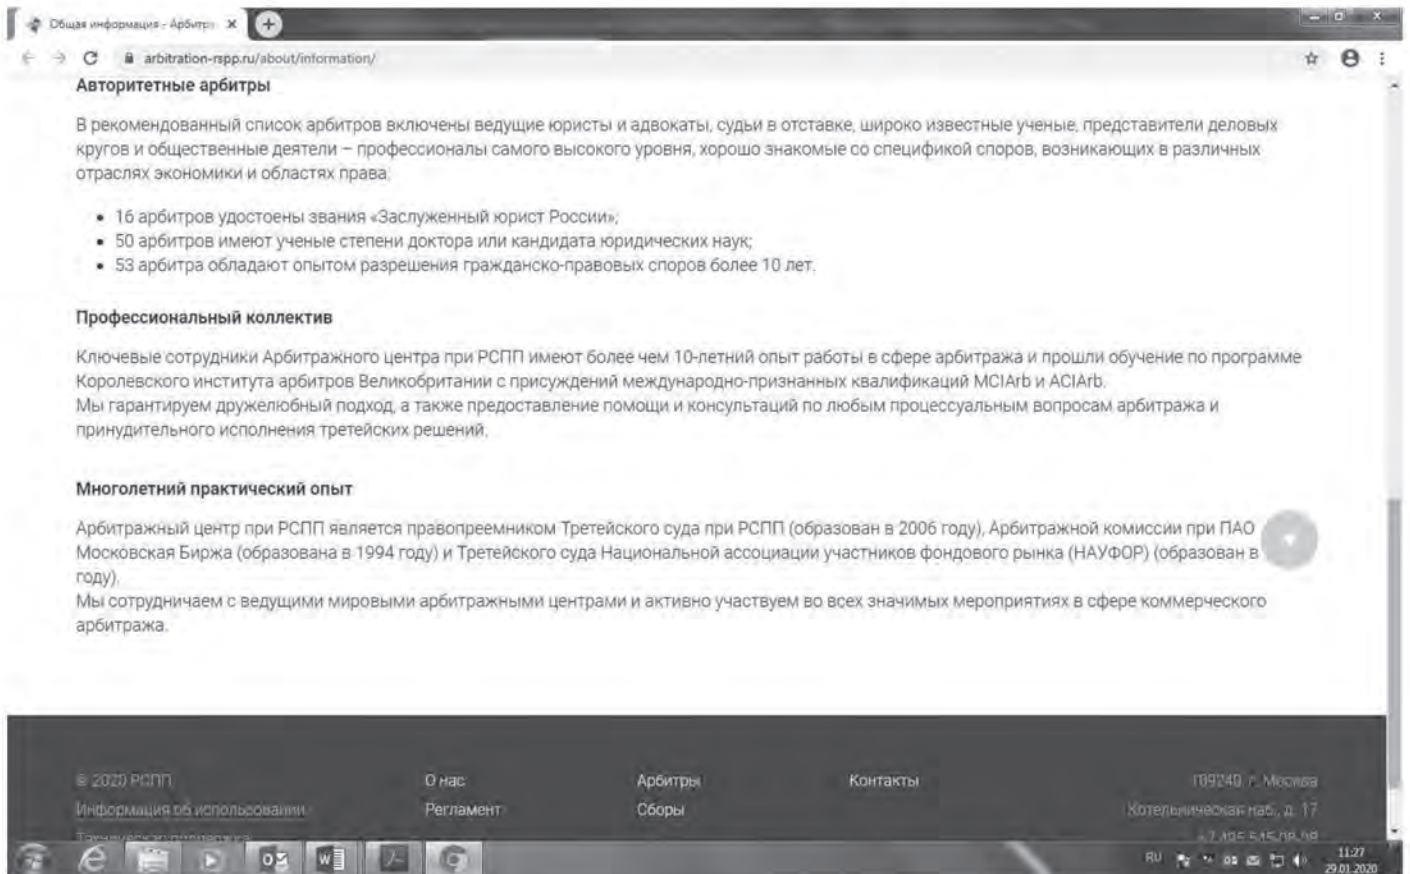 Общая информация - Арбитр
arbitration-rspp.ru/about/information/
Авторитетные арбитры
В рекомендованный список арбитров включены ведущие юристы и адвокаты, судьи в отставке, широко известные ученые, представители деловых
кругов и общественные деятели – профессионалы самого высокого уровня, хорошо знакомые со спецификой споров, возникающих в различных
отраслях экономики и областях права:
• 16 арбитров удостоены звания «Заслуженный юрист России»;
• 50 арбитров имеют ученые степени доктора или кандидата юридических наук;
• 53 арбитра обладают опытом разрешения гражданско-правовых споров более 10 лет.
Профессиональный коллектив
Ключевые сотрудники Арбитражного центра при РСПП имеют более чем 10-летний опыт работы в сфере арбитража и прошли обучение по программе
Королевского института арбитров Великобритании с присуждений международно-признанных квалификаций MCIArb и ACIArb.
Мы гарантируем дружелюбный подход, а также предоставление помощи и консультаций по любым процессуальным вопросам арбитража и
принудительного исполнения третейских решений.
Многолетний практический опыт
Арбитражный центр при РСПП является правопреемником Третейского суда при РСПП (образован в 2006 году), Арбитражной комиссии при ПАО
Московская Биржа (образована в 1994 году) и Третейского суда Национальной ассоциации участников фондового рынка (НАУФОР) (образован в
году).
Мы сотрудничаем с ведущими мировыми арбитражными центрами и активно участвуем во всех значимых мероприятиях в сфере коммерческого
арбитража.
© 2020 РСПП О нас Арбитры Контакты 109240, г. Москва
Информация об использовании Регламент Сборы Котельническая наб., д. 17
Техническая поддержка +7 495 645-08-08
RU 11:27
29.01.2020